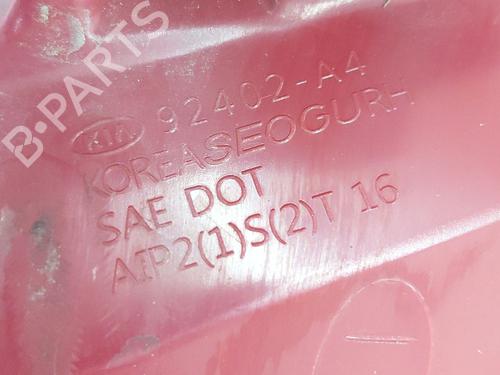 B-PARTS
KIA 92402-A4
KOREASEOGURH
SAE DOT
AIP2(1)S(2)T 16